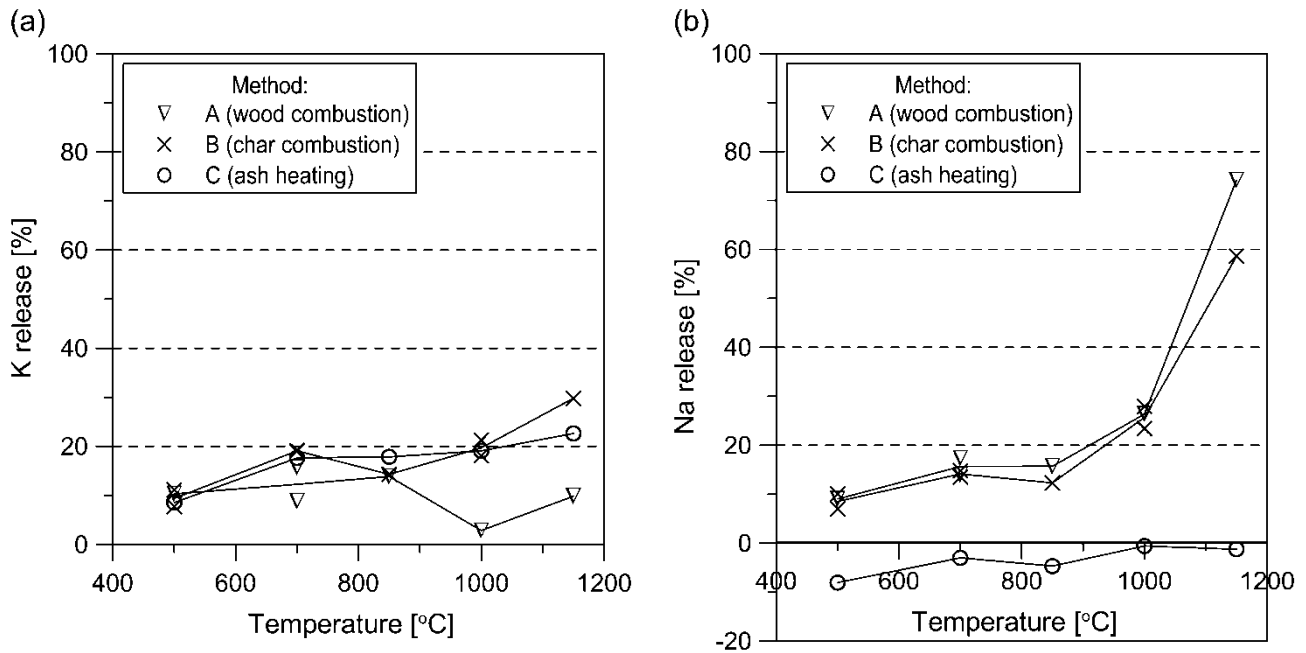 (a)
100
80
60
40
20
0
K release [%]
Method:
A (wood combustion)
B (char combustion)
C (ash heating)
400
600
800
1000
1200
Temperature [°C]
(b)
100
80
60
40
20
0
-20
Na release [%]
Method:
A (wood combustion)
B (char combustion)
C (ash heating)
400
600
800
1000
1200
Temperature [°C]